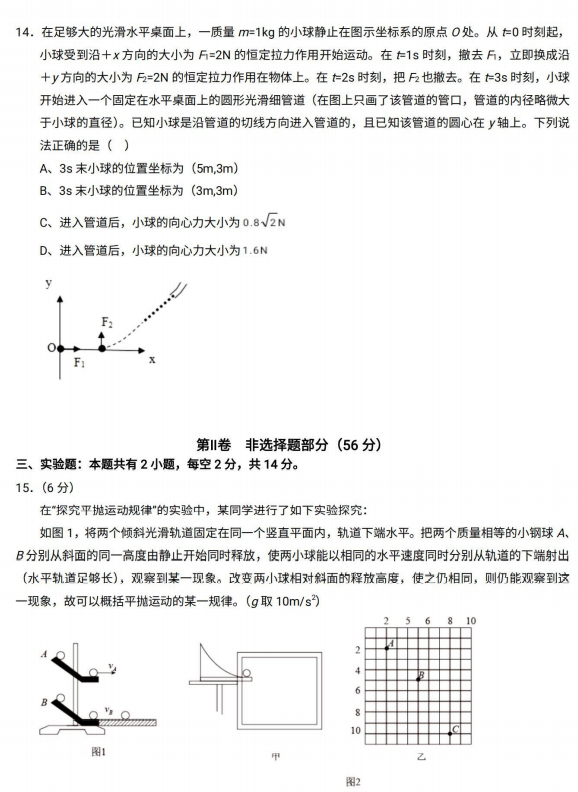 14．在足够大的光滑水平桌面上，一质量 m=1kg 的小球静止在图示坐标系的原点 O 处。从 t=0 时刻起，
小球受到沿＋x 方向的大小为 F₁=2N 的恒定拉力作用开始运动。在 t=1s 时刻，撤去 F₁，立即换成沿
＋y 方向的大小为 F₂=2N 的恒定拉力作用在物体上。在 t=2s 时刻，把 F₂ 也撤去。在 t=3s 时刻，小球
开始进入一个固定在水平桌面上的圆形光滑细管道（在图上只画了该管道的管口，管道的内径略微大
于小球的直径）。已知小球是沿管道的切线方向进入管道的，且已知该管道的圆心在 y 轴上。下列说
法正确的是（　）
A、3s 末小球的位置坐标为（5m,3m）
B、3s 末小球的位置坐标为（3m,3m）
C、进入管道后，小球的向心力大小为 0.8√2N
D、进入管道后，小球的向心力大小为 1.6N
y
F₂
O
F₁
x
第Ⅱ卷　非选择题部分（56 分）
三、实验题：本题共有 2 小题，每空 2 分，共 14 分。
15．（6 分）
在“探究平抛运动规律”的实验中，某同学进行了如下实验探究：
如图 1，将两个倾斜光滑轨道固定在同一个竖直平面内，轨道下端水平。把两个质量相等的小钢球 A、
B 分别从斜面的同一高度由静止开始同时释放，使两小球能以相同的水平速度同时分别从轨道的下端射出
（水平轨道足够长），观察到某一现象。改变两小球相对斜面的释放高度，使之仍相同，则仍能观察到这
一现象，故可以概括平抛运动的某一规律。（g 取 10m/s²）
A
v_A
B
v_B
图1
甲
2 5 6 8 10
2
4
6
8
10
A
B
C
乙
图2